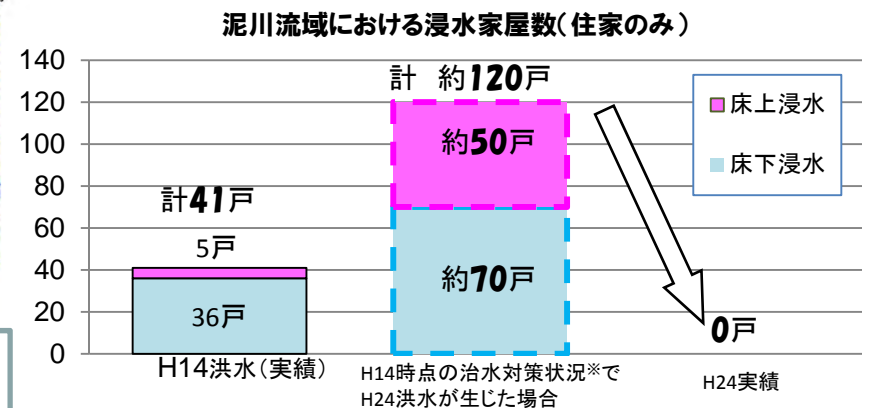 泥川流域における浸水家屋数(住家のみ)
140
120
100
80
60
40
20
0
計41戸
5戸
36戸
計 約120戸
約50戸
約70戸
0戸
床上浸水
床下浸水
H14洪水(実績)
H14時点の治水対策状況※で
H24洪水が生じた場合
H24実績